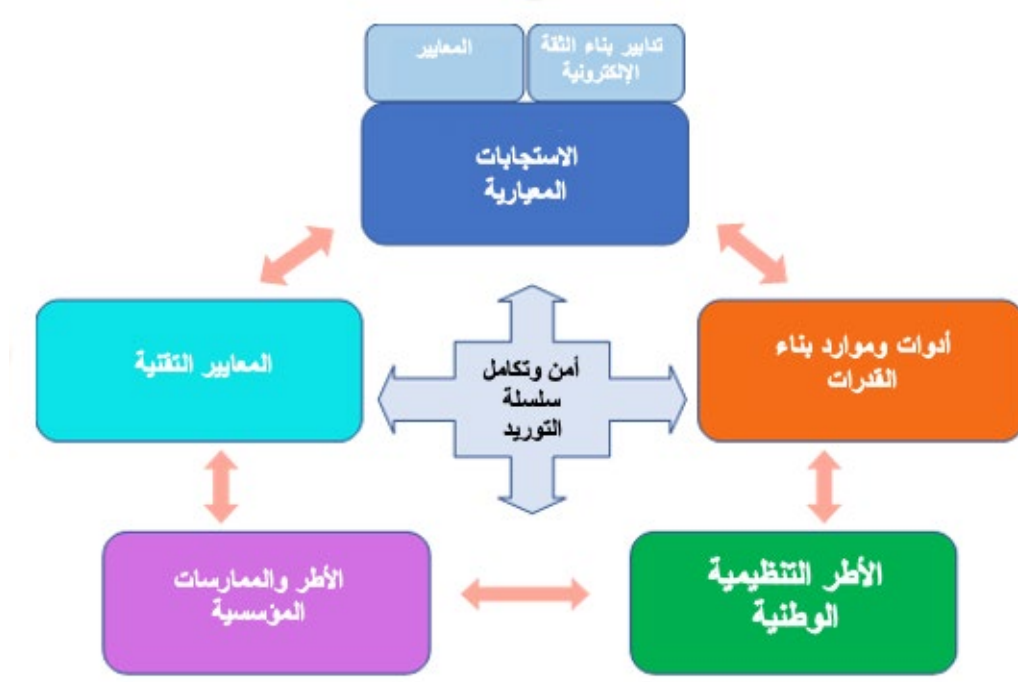 تدابير بناء الثقة
الإلكترونية
المعايير
الاستجابات
المعيارية
أدوات وموارد بناء
القدرات
أمن وتكامل
سلسلة
التوريد
المعايير التقنية
الأطر التنظيمية
الوطنية
الأطر والممارسات
المؤسسية